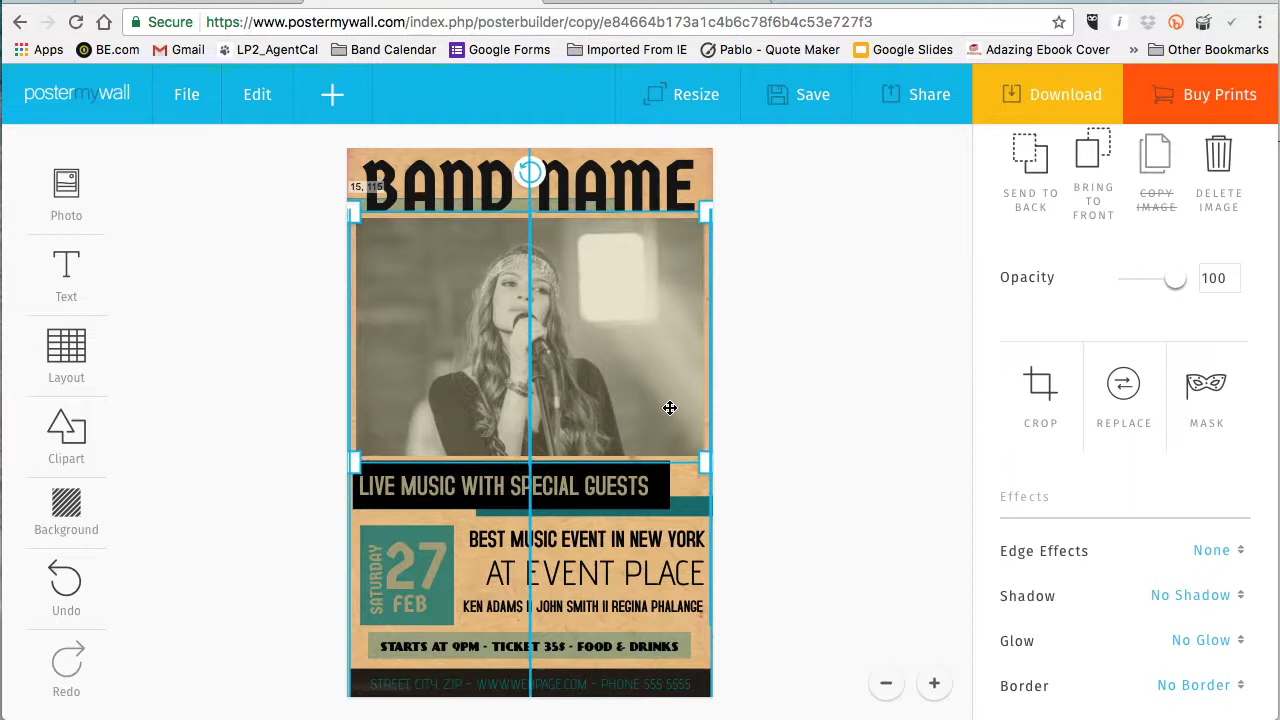 Secure https://www.postermywall.com/index.php/posterbuilder/copy/e84664b173a1c4b6c78f6b4c53e727f3
Apps BE.com Gmail LP2_AgentCal Band Calendar Google Forms Imported From IE Pablo - Quote Maker Google Slides Adazing Ebook Cover » Other Bookmarks
postermywall File Edit Resize Save Share Download Buy Prints
Photo
Text
Layout
Clipart
Background
Undo
Redo
BAND NAME
15, 115
LIVE MUSIC WITH SPECIAL GUESTS
SATURDAY
27
FEB
BEST MUSIC EVENT IN NEW YORK
AT EVENT PLACE
KEN ADAMS II JOHN SMITH II REGINA PHALANGE
STARTS AT 9PM - TICKET 35$ - FOOD & DRINKS
STREET CITY, ZIP - WWW.WEBPAGE.COM - PHONE 555 5555
SEND TO BACK
BRING TO FRONT
COPY IMAGE
DELETE IMAGE
Opacity 100
CROP REPLACE MASK
Effects
Edge Effects None
Shadow No Shadow
Glow No Glow
Border No Border